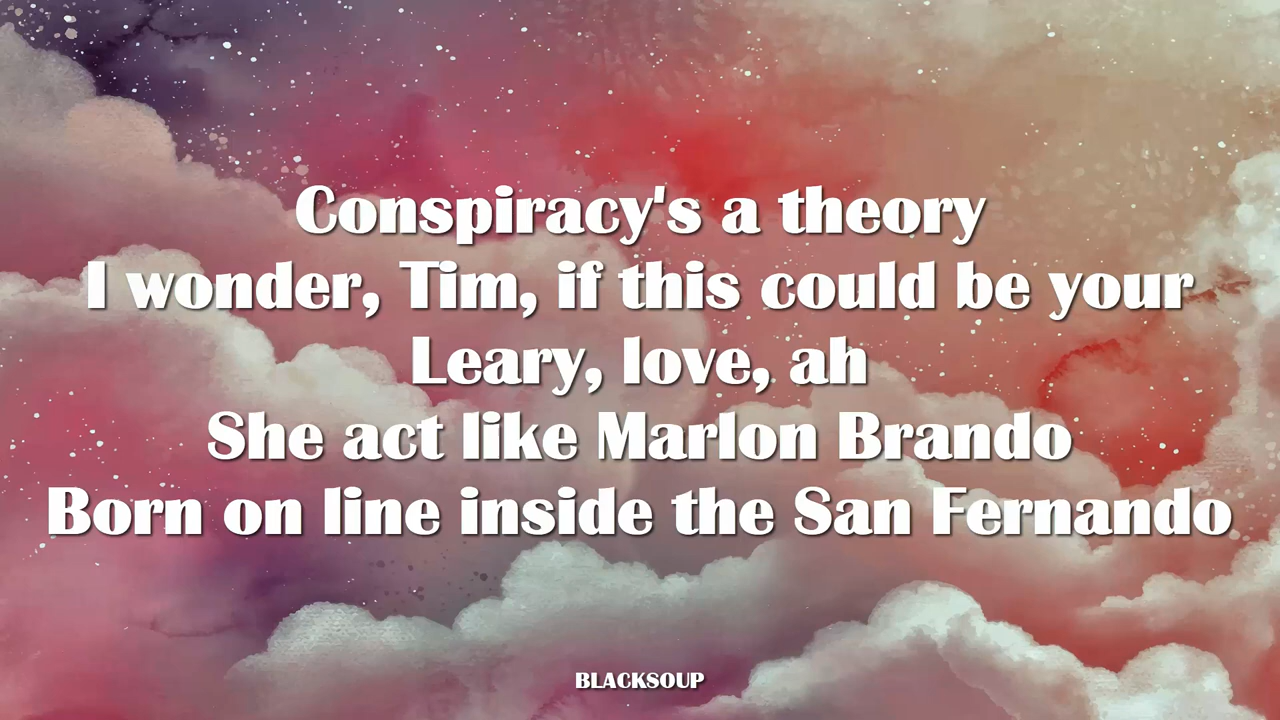 Conspiracy's a theory
I wonder, Tim, if this could be your
Leary, love, ah
She act like Marlon Brando
Born on line inside the San Fernando
BLACKSOUP